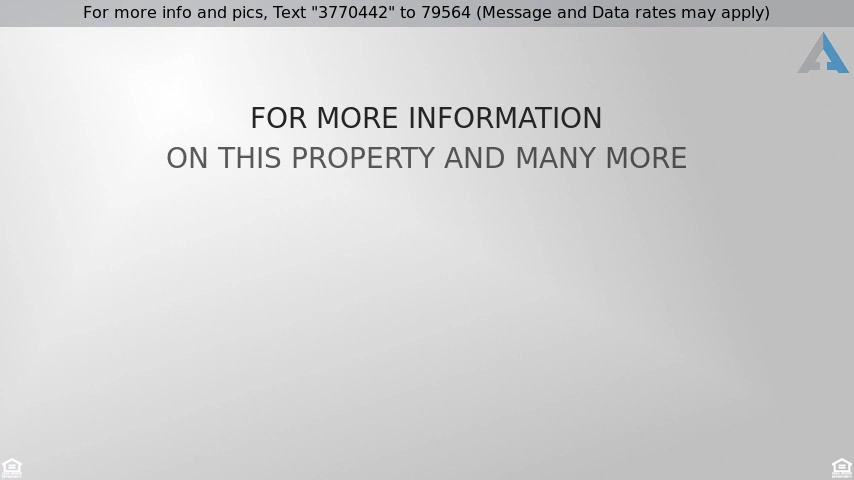 For more info and pics, Text "3770442" to 79564 (Message and Data rates may apply)
FOR MORE INFORMATION
ON THIS PROPERTY AND MANY MORE